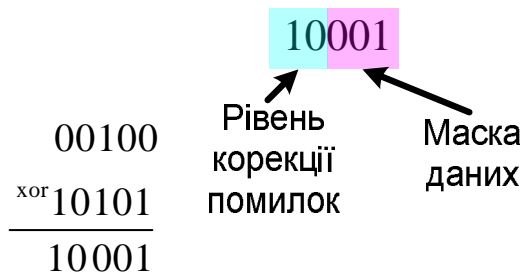 10001
Рівень
корекції
помилок
Маска
даних
00100
xor 10101
10001